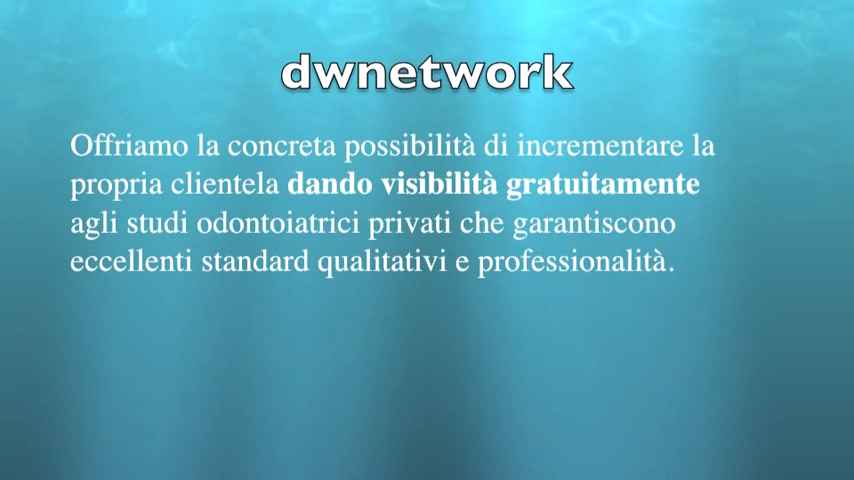 dwnetwork
Offriamo la concreta possibilità di incrementare la
propria clientela dando visibilità gratuitamente
agli studi odontoiatrici privati che garantiscono
eccellenti standard qualitativi e professionalità.